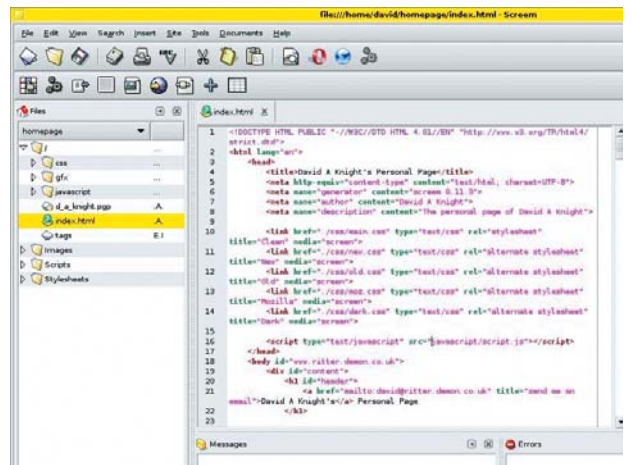 file:///home/david/homepage/index.html - Screem
File Edit View Search Insert Site Tools Documents Help
Files
index.html X
homepage
/ ...
css ...
gfx ...
javascript ...
d_a_knight.pgp .A.
index.html .A.
tags E.I
Images
Scripts
Stylesheets
1 <!DOCTYPE HTML PUBLIC "-//W3C//DTD HTML 4.01//EN" "http://www.w3.org/TR/html4/
strict.dtd">
2 <html lang="en">
3 <head>
4 <title>David A Knight's Personal Page</title>
5 <meta http-equiv="content-type" content="text/html; charset=UTF-8">
6 <meta name="generator" content="screem 0.11.0">
7 <meta name="author" content="David A Knight">
8 <meta name="description" content="The personal page of David A Knight">
9
10 <link href="./css/main.css" type="text/css" rel="stylesheet"
title="Clean" media="screen">
11 <link href="./css/new.css" type="text/css" rel="alternate stylesheet"
title="New" media="screen">
12 <link href="./css/old.css" type="text/css" rel="alternate stylesheet"
title="Old" media="screen">
13 <link href="./css/moz.css" type="text/css" rel="alternate stylesheet"
title="Mozilla" media="screen">
14 <link href="./css/dark.css" type="text/css" rel="alternate stylesheet"
title="Dark" media="screen">
15
16 <script type="text/javascript" src="javascript/script.js"></script>
17 </head>
18 <body id="www.ritter.demon.co.uk">
19 <div id="content">
20 <h1 id="header">
21 <a href="mailto:david@ritter.demon.co.uk" title="send me an
email">David A Knight's</a> Personal Page
22 </h1>
23
Messages
Errors